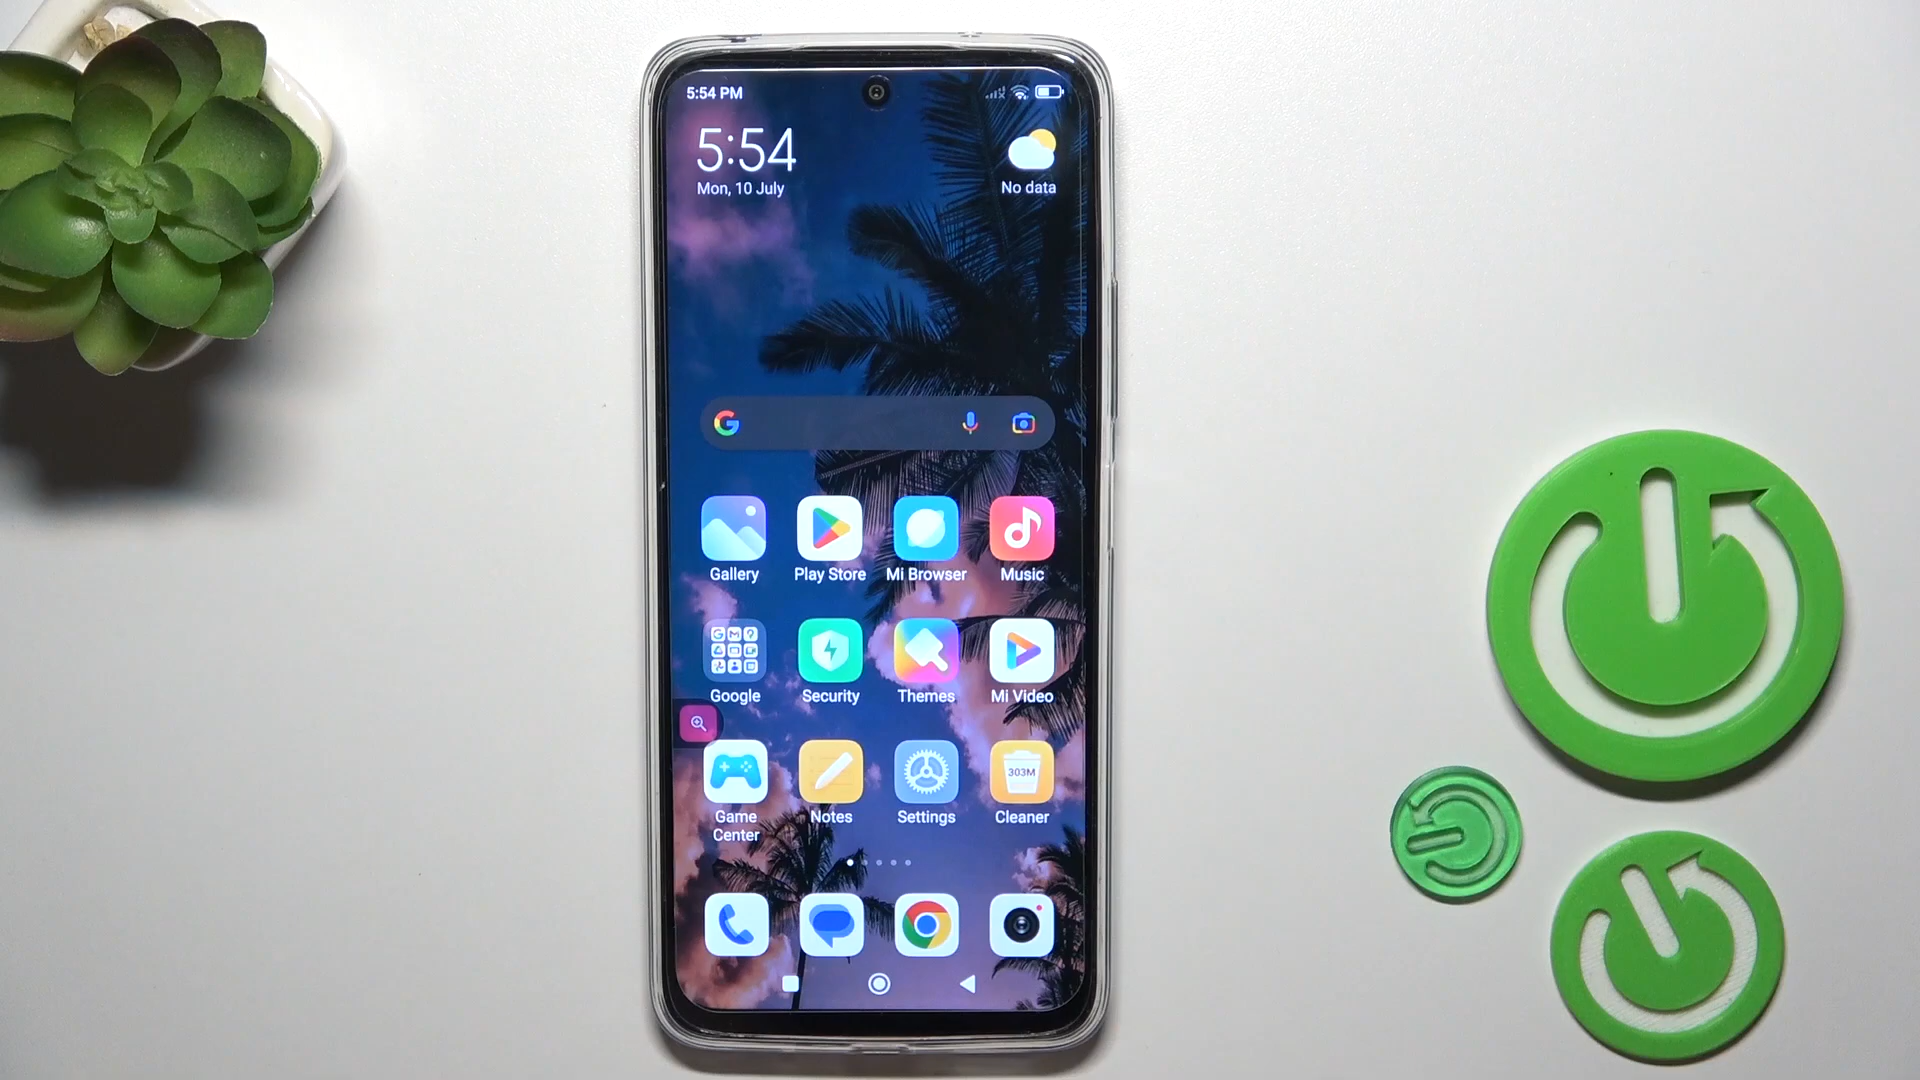 5:54 PM
5:54
Mon, 10 July
No data
Gallery
Play Store
Mi Browser
Music
Google
Security
Themes
Mi Video
303M
Game
Center
Notes
Settings
Cleaner